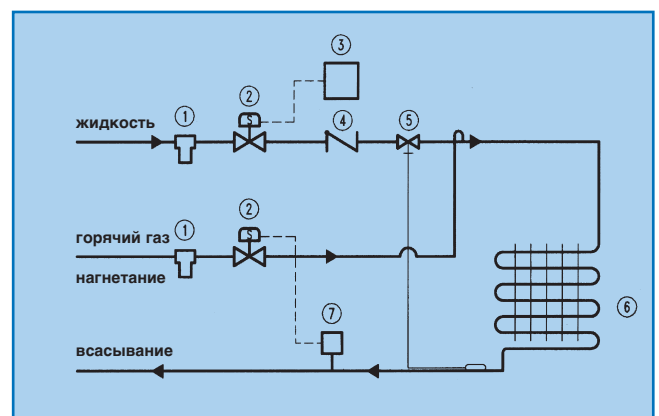 3
2
1
жидкость
4
5
S
2
1
горячий газ
S
нагнетание
7
6
всасывание